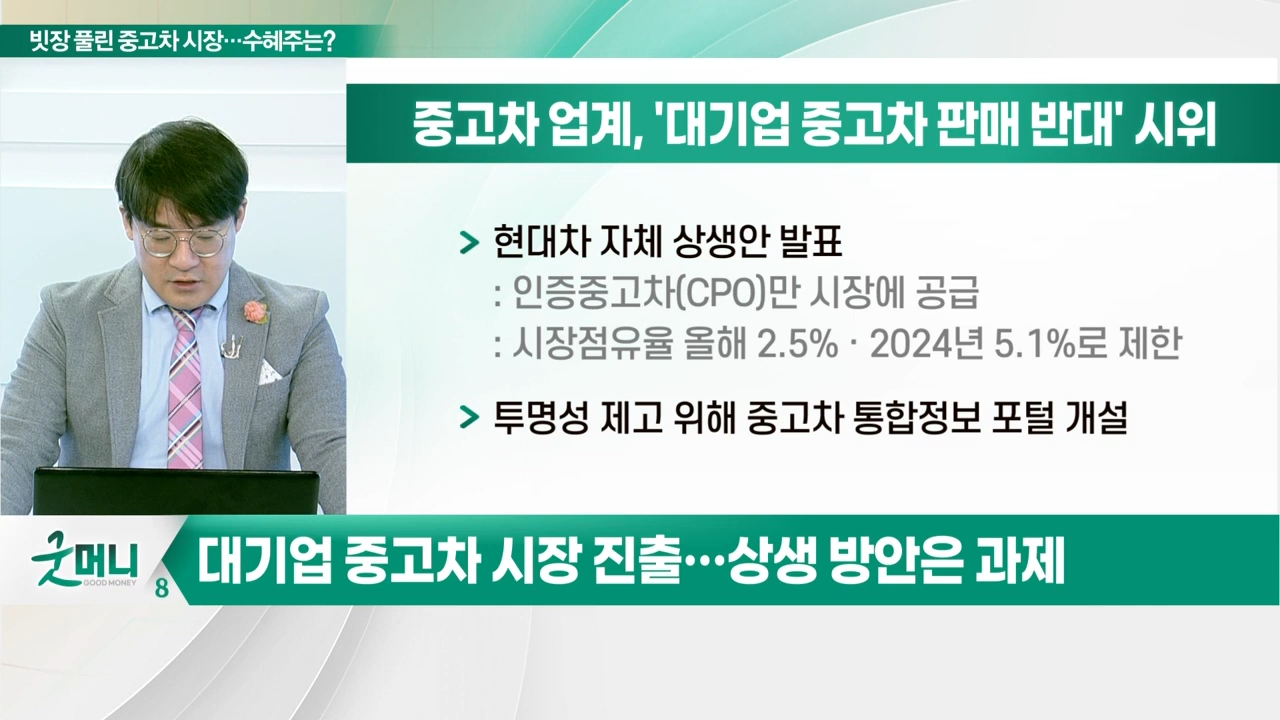 빗장 풀린 중고차 시장…수혜주는?
중고차 업계, '대기업 중고차 판매 반대' 시위
> 현대차 자체 상생안 발표
: 인증중고차(CPO)만 시장에 공급
: 시장점유율 올해 2.5% · 2024년 5.1%로 제한
> 투명성 제고 위해 중고차 통합정보 포털 개설
굿머니
GOOD MONEY
8
대기업 중고차 시장 진출…상생 방안은 과제